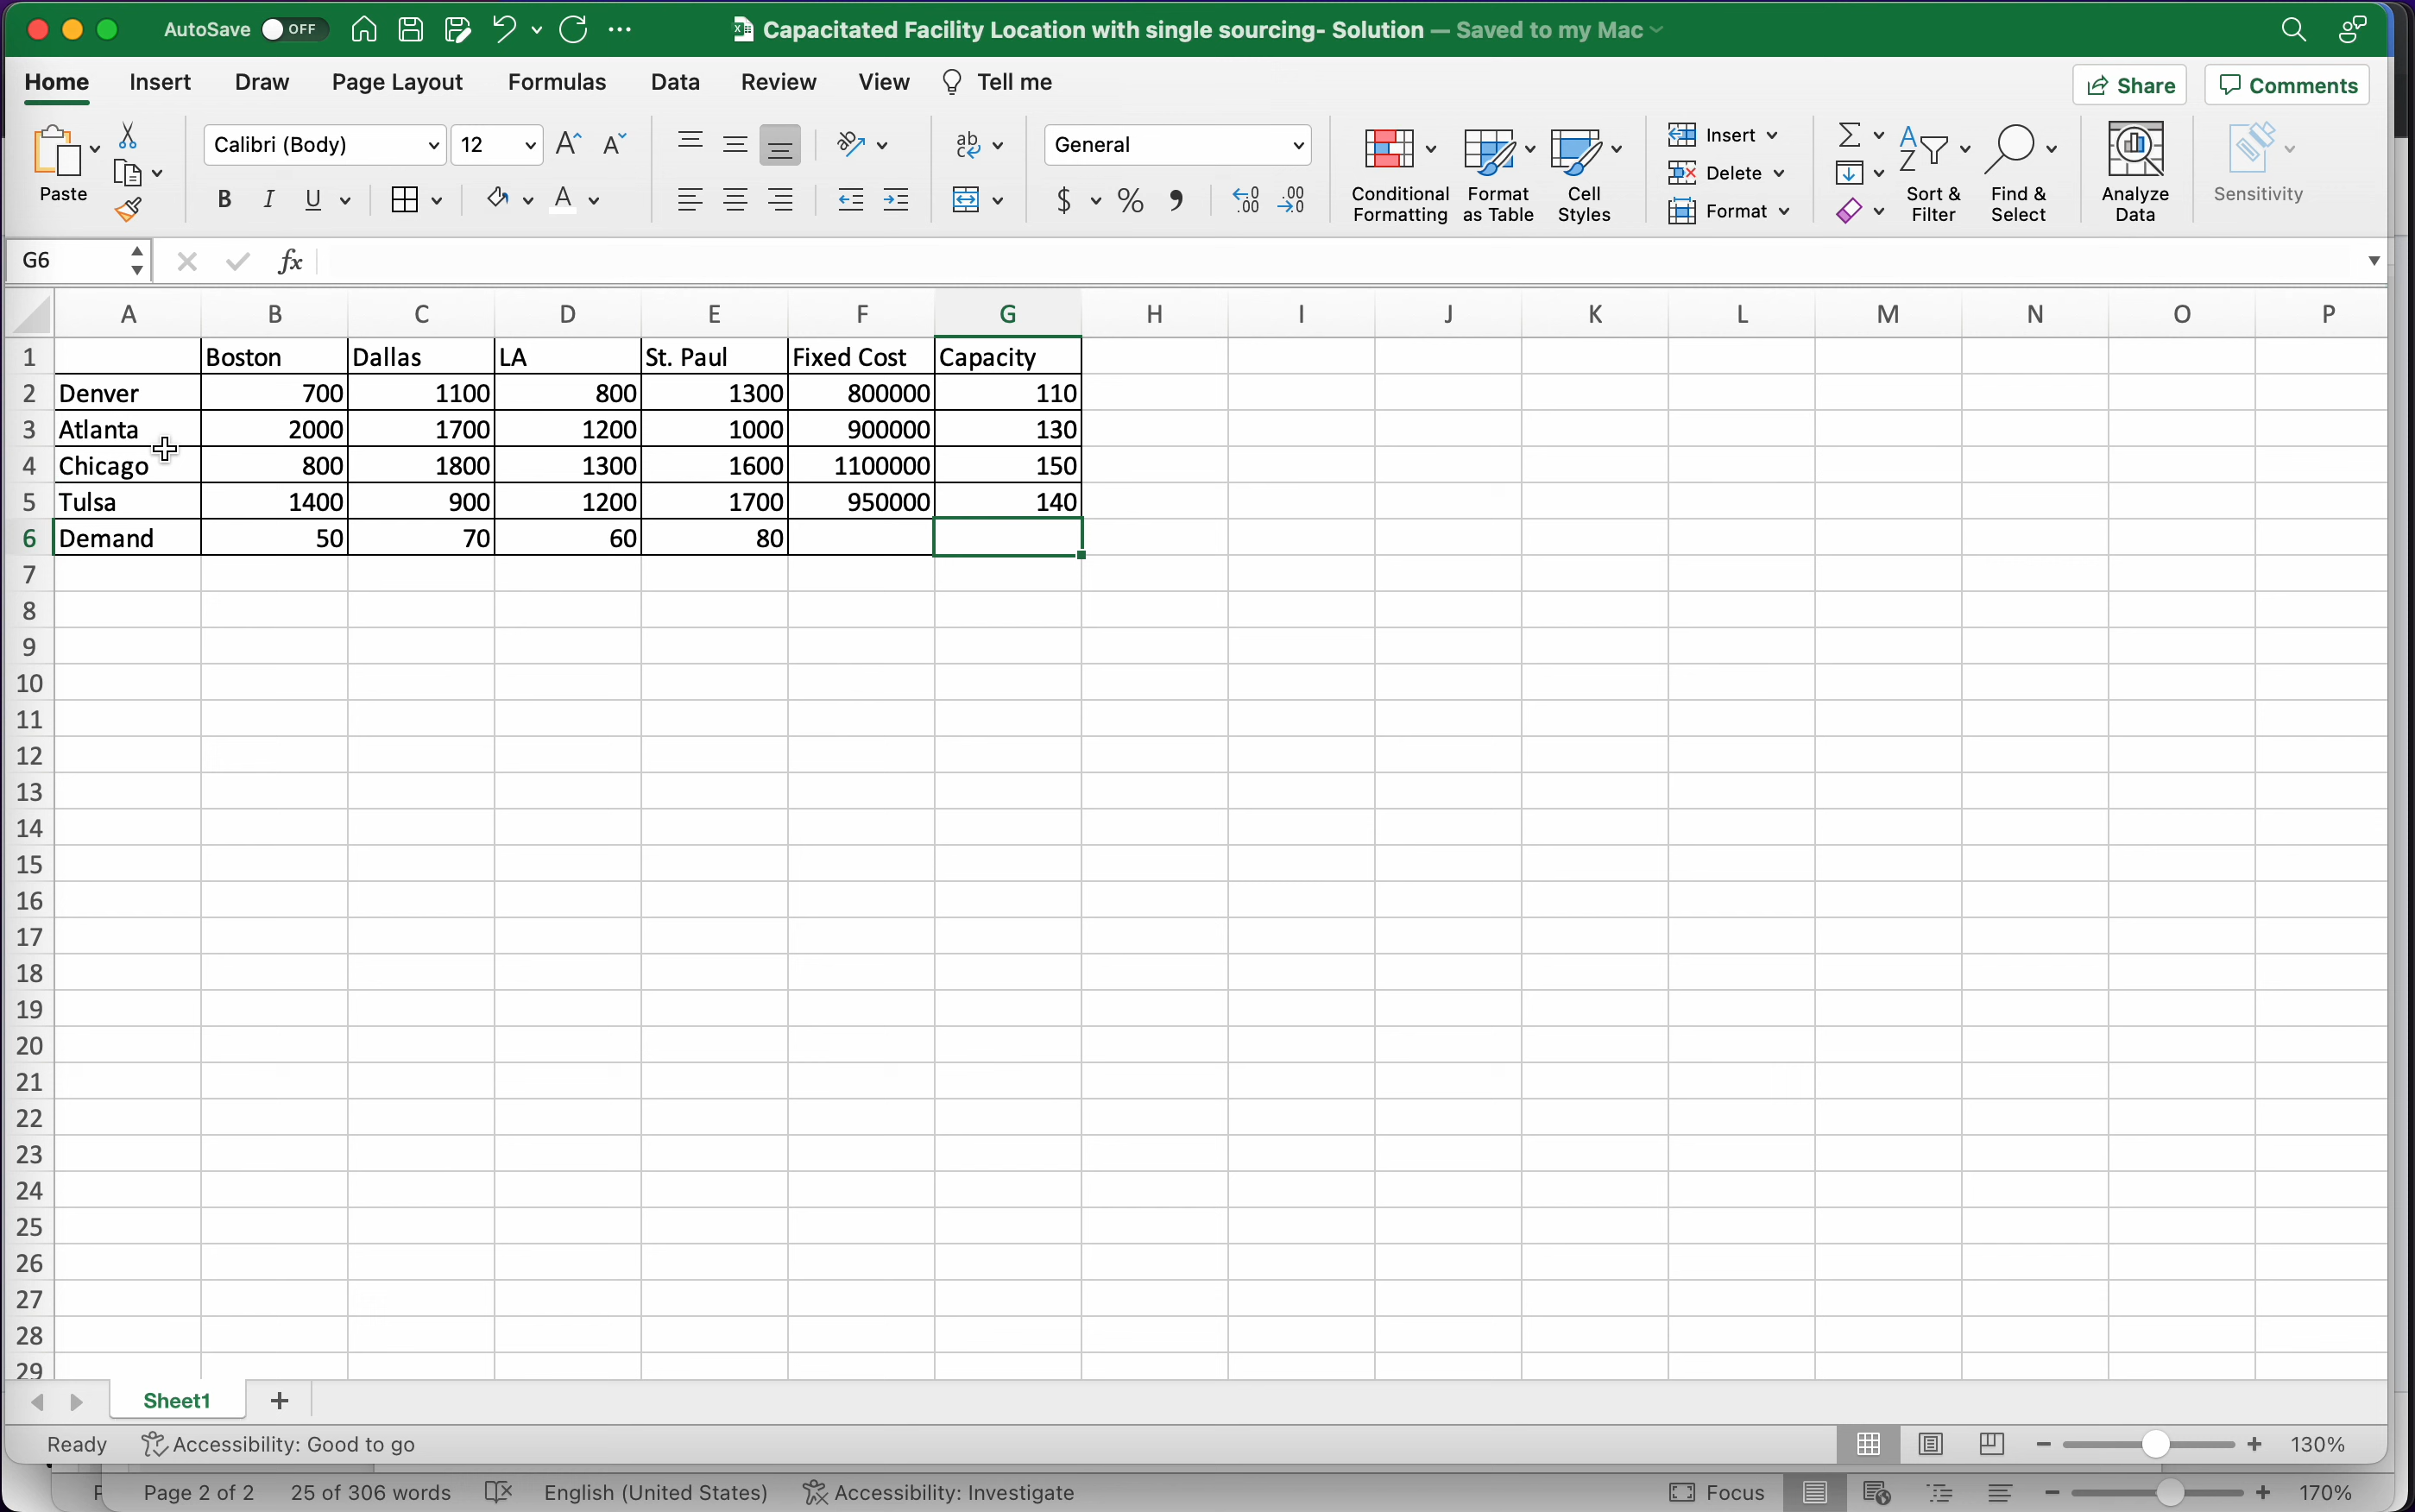 AutoSave OFF Capacitated Facility Location with single sourcing- Solution — Saved to my Mac
Home Insert Draw Page Layout Formulas Data Review View Tell me Share Comments
Paste Calibri (Body) 12 General Conditional Formatting Format as Table Cell Styles Insert Delete Format Sort & Filter Find & Select Analyze Data Sensitivity
G6 fx
A B C D E F G H I J K L M N O P
1 Boston Dallas LA St. Paul Fixed Cost Capacity
2 Denver 700 1100 800 1300 800000 110
3 Atlanta 2000 1700 1200 1000 900000 130
4 Chicago 800 1800 1300 1600 1100000 150
5 Tulsa 1400 900 1200 1700 950000 140
6 Demand 50 70 60 80
7
8
9
10
11
12
13
14
15
16
17
18
19
20
21
22
23
24
25
26
27
28
29
Sheet1
Ready Accessibility: Good to go 130%
Page 2 of 2 25 of 306 words English (United States) Accessibility: Investigate Focus 170%